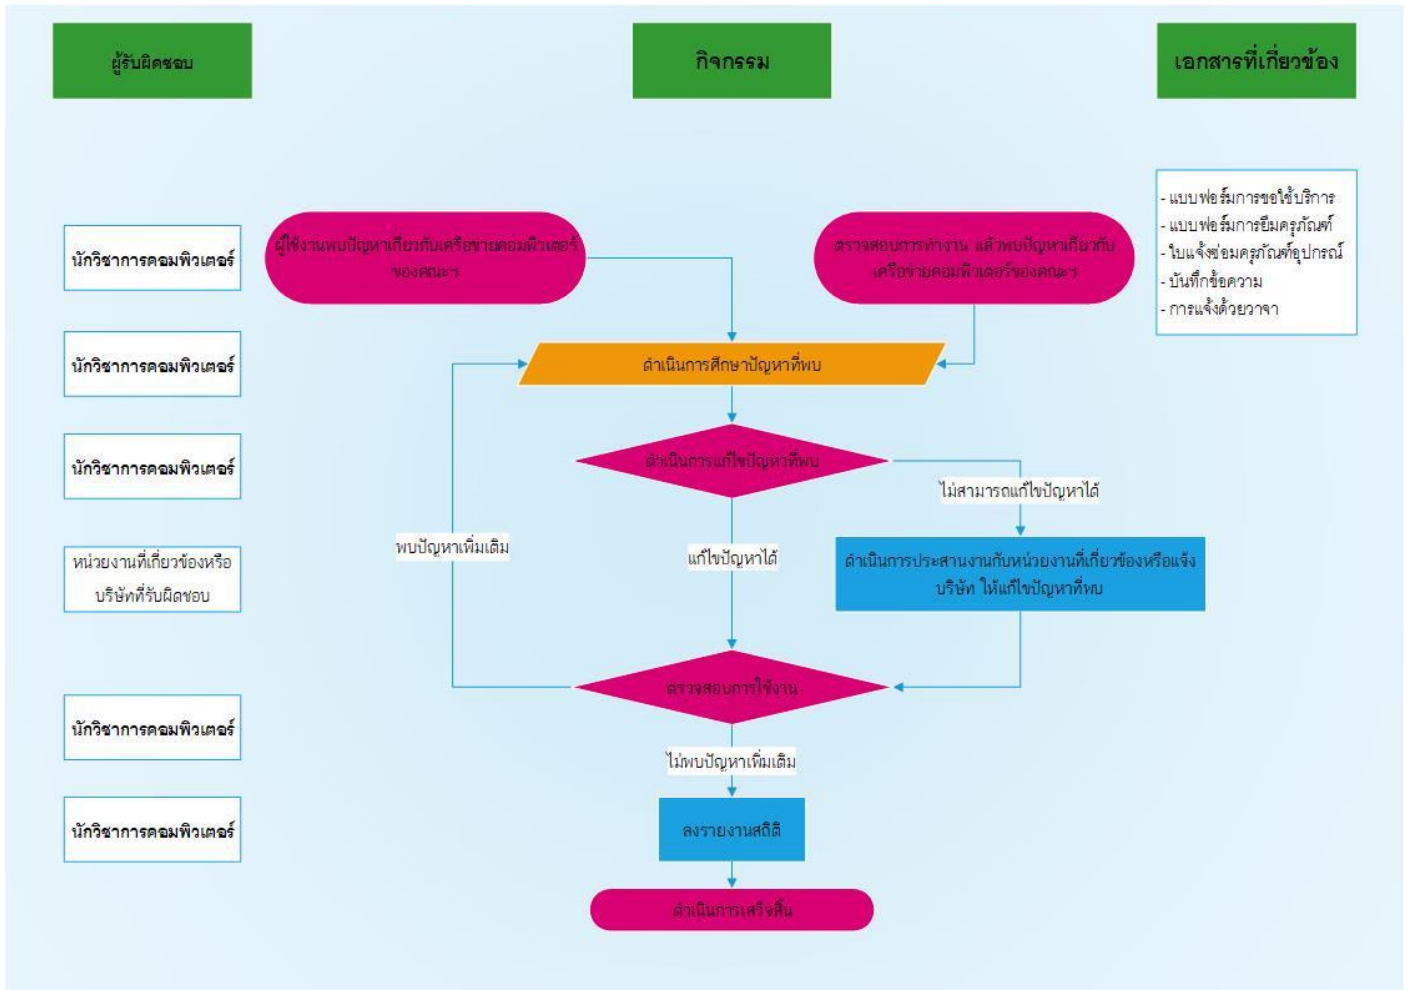 ผู้รับผิดชอบ
กิจกรรม
เอกสารที่เกี่ยวข้อง
- แบบฟอร์มการขอใช้บริการ
- แบบฟอร์มการยืมครุภัณฑ์
- ใบแจ้งซ่อมครุภัณฑ์อุปกรณ์
- บันทึกข้อความ
- การแจ้งด้วยวาจา
นักวิชาการคอมพิวเตอร์
ผู้ใช้งานพบปัญหาเกี่ยวกับเครือข่ายคอมพิวเตอร์
ของคณะฯ
ตรวจสอบการทำงาน แล้วพบปัญหาเกี่ยวกับ
เครือข่ายคอมพิวเตอร์ของคณะฯ
นักวิชาการคอมพิวเตอร์
ดำเนินการศึกษาปัญหาที่พบ
นักวิชาการคอมพิวเตอร์
ดำเนินการแก้ไขปัญหาที่พบ
ไม่สามารถแก้ไขปัญหาได้
พบปัญหาเพิ่มเติม
แก้ไขปัญหาได้
หน่วยงานที่เกี่ยวข้องหรือ
บริษัทที่รับผิดชอบ
ดำเนินการประสานงานกับหน่วยงานที่เกี่ยวข้องหรือแจ้ง
บริษัท ให้แก้ไขปัญหาที่พบ
นักวิชาการคอมพิวเตอร์
ตรวจสอบการใช้งาน
ไม่พบปัญหาเพิ่มเติม
นักวิชาการคอมพิวเตอร์
ลงรายงานสถิติ
ดำเนินการเสร็จสิ้น